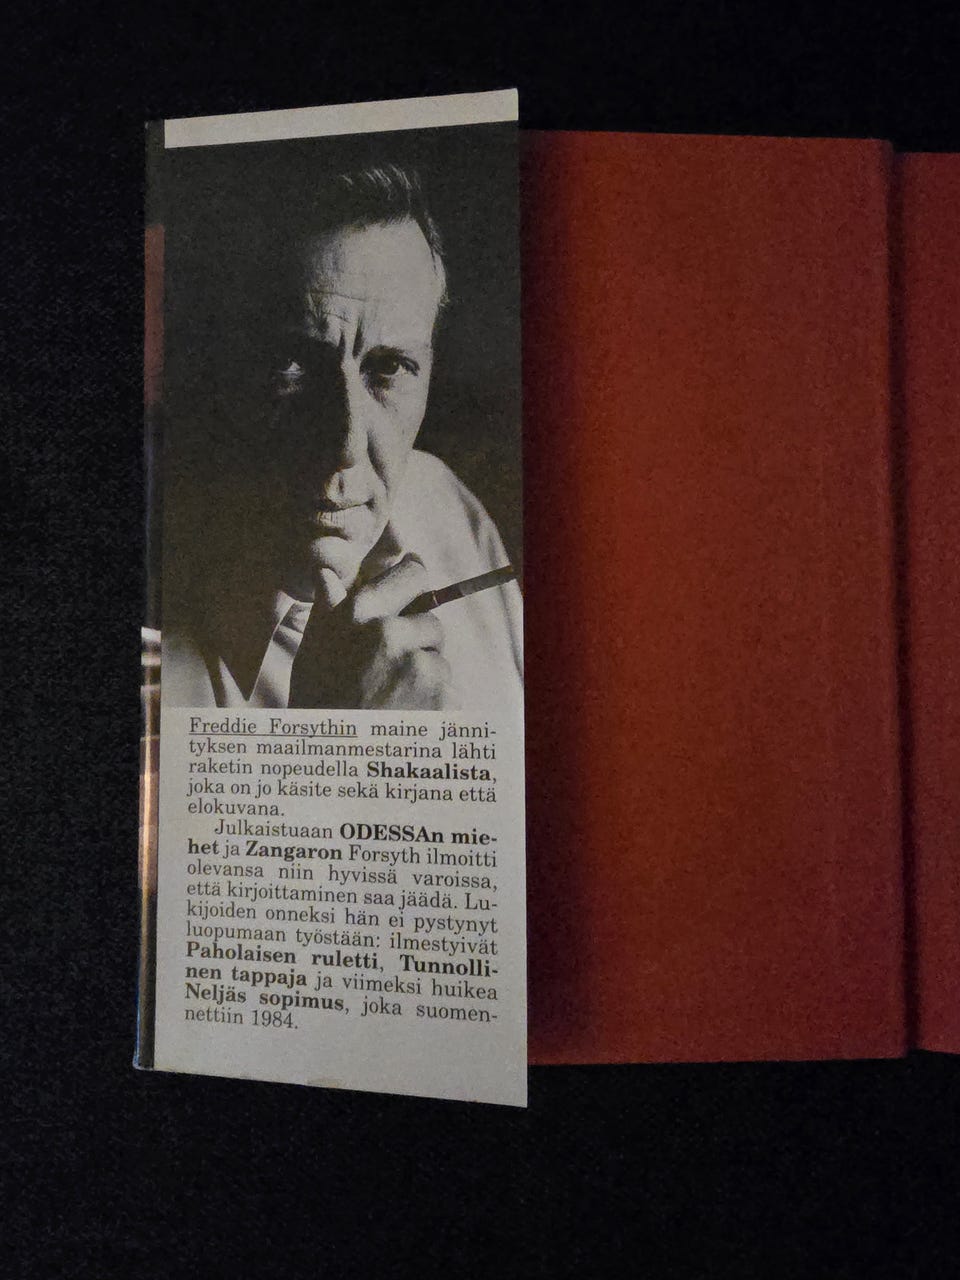 Freddie Forsythin maine jänni-
tyksen maailmanmestarina lähti
raketin nopeudella Shakaalista,
joka on jo käsite sekä kirjana että
elokuvana.
Julkaistuaan ODESSAn mie-
het ja Zangaron Forsyth ilmoitti
olevansa niin hyvissä varoissa,
että kirjoittaminen saa jäädä. Lu-
kijoiden onneksi hän ei pystynyt
luopumaan työstään: ilmestyivät
Paholaisen ruletti, Tunnolli-
nen tappaja ja viimeksi huikea
Neljäs sopimus, joka suomen-
nettiin 1984.